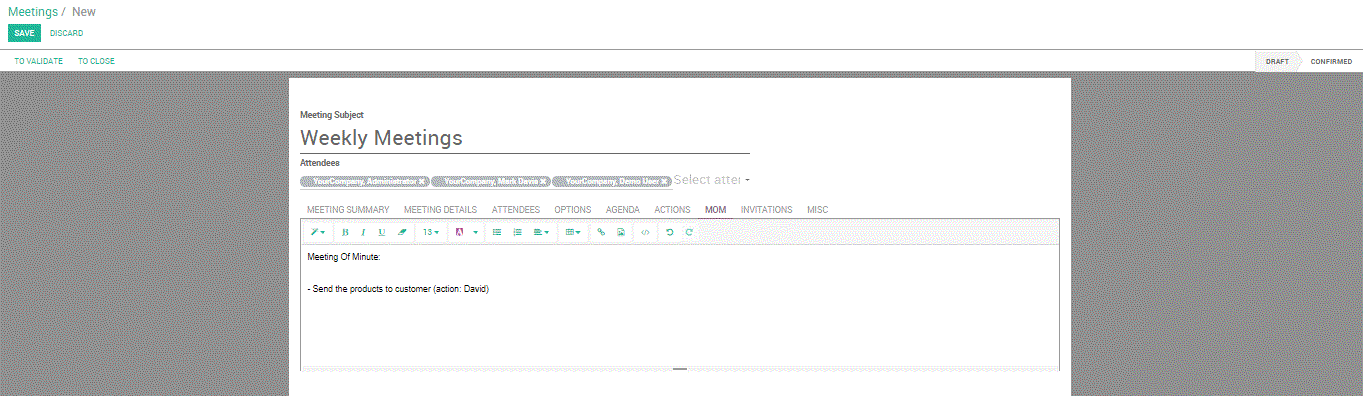 Meetings / New
SAVE DISCARD
TO VALIDATE TO CLOSE DRAFT CONFIRMED
Meeting Subject
Weekly Meetings
Attendees
YourCompany, Administrator YourCompany, Mark Davis YourCompany, Demo User Select atter
MEETING SUMMARY MEETING DETAILS ATTENDEES OPTIONS AGENDA ACTIONS MOM INVITATIONS MISC
B I U 13 A
Meeting Of Minute:
- Send the products to customer (action: David)